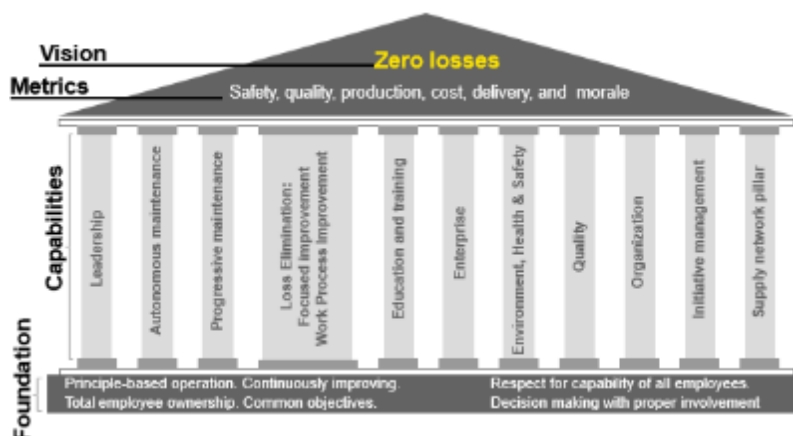 Vision
Zero losses
Metrics
Safety, quality, production, cost, delivery, and morale
Capabilities
Leadership
Autonomous maintenance
Progressive maintenance
Loss Elimination:
Focused improvement
Work Process Improvement
Education and training
Enterprise
Environment, Health & Safety
Quality
Organization
Initiative management
Supply network pillar
Foundation
Principle-based operation. Continuously improving.
Total employee ownership. Common objectives.
Respect for capability of all employees.
Decision making with proper involvement